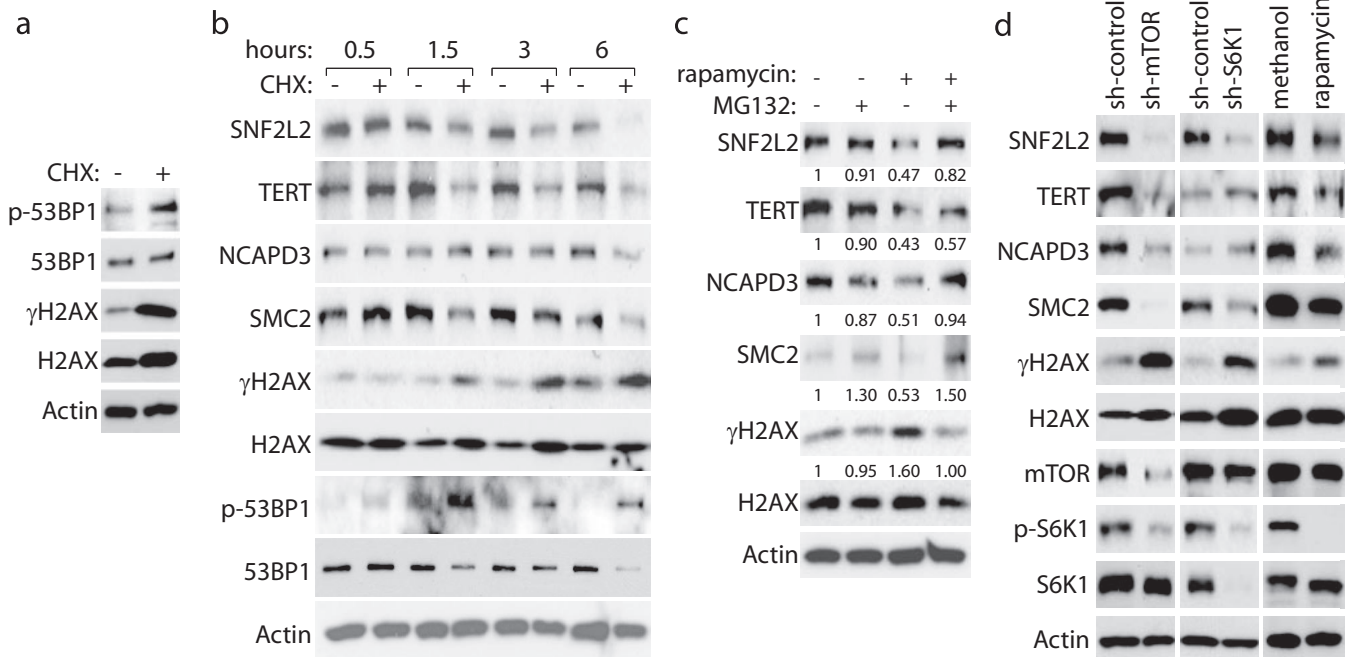 a
CHX: - +
p-53BP1
53BP1
γH2AX
H2AX
Actin
b
hours: 0.5 1.5 3 6
CHX: - + - + - + - +
SNF2L2
TERT
NCAPD3
SMC2
γH2AX
H2AX
p-53BP1
53BP1
Actin
c
rapamycin: - - + +
MG132: - + - +
SNF2L2
1 0.91 0.47 0.82
TERT
1 0.90 0.43 0.57
NCAPD3
1 0.87 0.51 0.94
SMC2
1 1.30 0.53 1.50
γH2AX
1 0.95 1.60 1.00
H2AX
Actin
d
sh-control
sh-mTOR
sh-control
sh-S6K1
methanol
rapamycin
SNF2L2
TERT
NCAPD3
SMC2
γH2AX
H2AX
mTOR
p-S6K1
S6K1
Actin